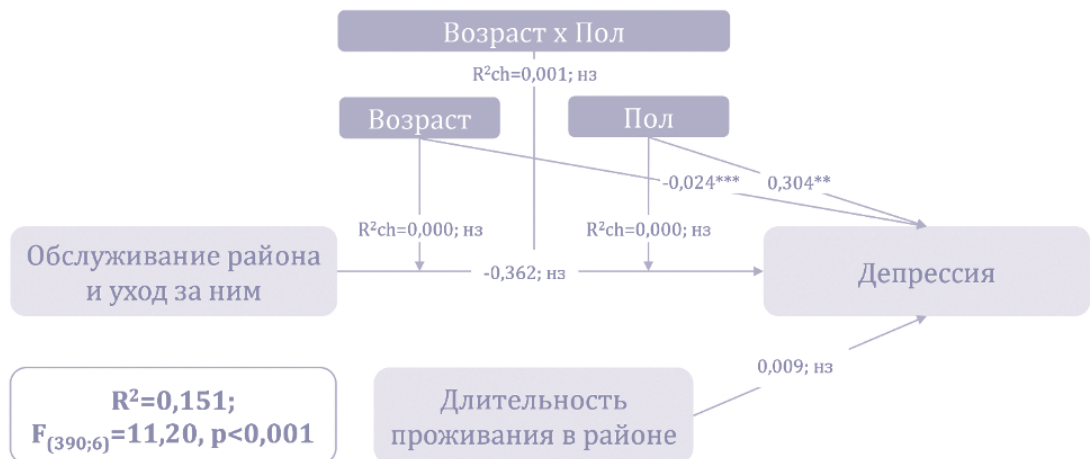 Возраст x Пол
R²ch=0,001; нз
Возраст
Пол
-0,024***
0,304**
R²ch=0,000; нз
R²ch=0,000; нз
Обслуживание района
и уход за ним
-0,362; нз
Депрессия
0,009; нз
R²=0,151;
F(390;6)=11,20, p<0,001
Длительность
проживания в районе